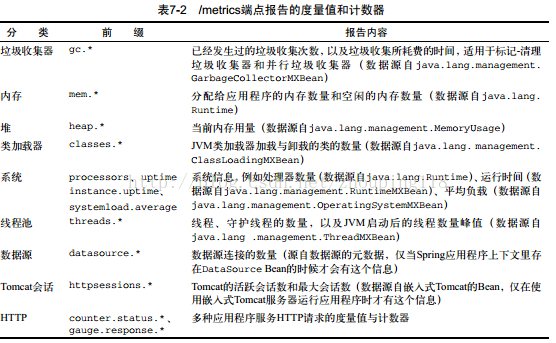 表7-2 /metrics端点报告的度量值和计数器
分 类 前 缀 报告内容
垃圾收集器 gc.* 已经发生过的垃圾收集次数，以及垃圾收集所耗费的时间，适用于标记-清理
垃圾收集器和并行垃圾收集器（数据源自java.lang.management.
GarbageCollectorMXBean）
内存 mem.* 分配给应用程序的内存数量和空闲的内存数量（数据源自java.lang.
Runtime）
堆 heap.* 当前内存用量（数据源自java.lang.management.MemoryUsage）
类加载器 classes.* JVM类加载器加载与卸载的类的数量（数据源自java.lang.management.
ClassLoadingMXBean）
系统 processors、uptime 系统信息，例如处理器数量（数据源自java.lang.Runtime）、运行时间（数
instance.uptime、 据源自java.lang.management.RuntimeMXBean）、平均负载（数据源自
systemload.average java.lang.management.OperatingSystemMXBean）
线程池 threads.* 线程、守护线程的数量，以及JVM启动后的线程数量峰值（数据源自
java.lang .management.ThreadMXBean）
数据源 datasource.* 数据源连接的数量（源自数据源的元数据，仅当Spring应用程序上下文里存
在DataSource Bean的时候才会有这个信息）
Tomcat会话 httpsessions.* Tomcat的活跃会话数和最大会话数（数据源自嵌入式Tomcat的Bean，仅在使
用嵌入式Tomcat服务器运行应用程序时才有这个信息）
HTTP counter.status.*、 多种应用程序服务HTTP请求的度量值与计数器
gauge.response.*